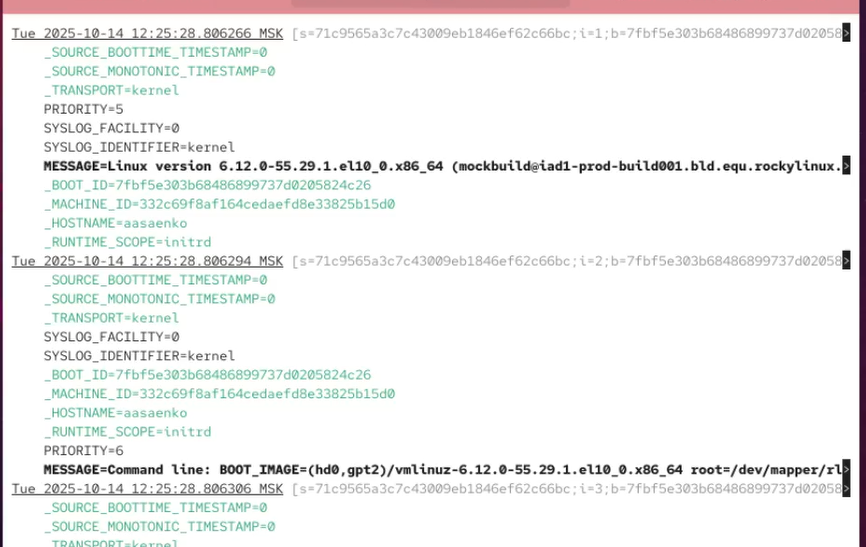 Tue 2025-10-14 12:25:28.806266 MSK [s=71c9565a3c7c43009eb1846ef62c66bc;i=1;b=7fbf5e303b68486899737d02058>
_SOURCE_BOOTTIME_TIMESTAMP=0
_SOURCE_MONOTONIC_TIMESTAMP=0
_TRANSPORT=kernel
PRIORITY=5
SYSLOG_FACILITY=0
SYSLOG_IDENTIFIER=kernel
MESSAGE=Linux version 6.12.0-55.29.1.el10_0.x86_64 (mockbuild@iad1-prod-build001.bld.equ.rockylinux.>
_BOOT_ID=7fbf5e303b68486899737d0205824c26
_MACHINE_ID=332c69f8af164cedaefd8e33825b15d0
_HOSTNAME=aasaenko
_RUNTIME_SCOPE=initrd
Tue 2025-10-14 12:25:28.806294 MSK [s=71c9565a3c7c43009eb1846ef62c66bc;i=2;b=7fbf5e303b68486899737d02058>
_SOURCE_BOOTTIME_TIMESTAMP=0
_SOURCE_MONOTONIC_TIMESTAMP=0
_TRANSPORT=kernel
SYSLOG_FACILITY=0
SYSLOG_IDENTIFIER=kernel
_BOOT_ID=7fbf5e303b68486899737d0205824c26
_MACHINE_ID=332c69f8af164cedaefd8e33825b15d0
_HOSTNAME=aasaenko
_RUNTIME_SCOPE=initrd
PRIORITY=6
MESSAGE=Command line: BOOT_IMAGE=(hd0,gpt2)/vmlinuz-6.12.0-55.29.1.el10_0.x86_64 root=/dev/mapper/rl>
Tue 2025-10-14 12:25:28.806306 MSK [s=71c9565a3c7c43009eb1846ef62c66bc;i=3;b=7fbf5e303b68486899737d02058>
_SOURCE_BOOTTIME_TIMESTAMP=0
_SOURCE_MONOTONIC_TIMESTAMP=0
_TRANSPORT=kernel